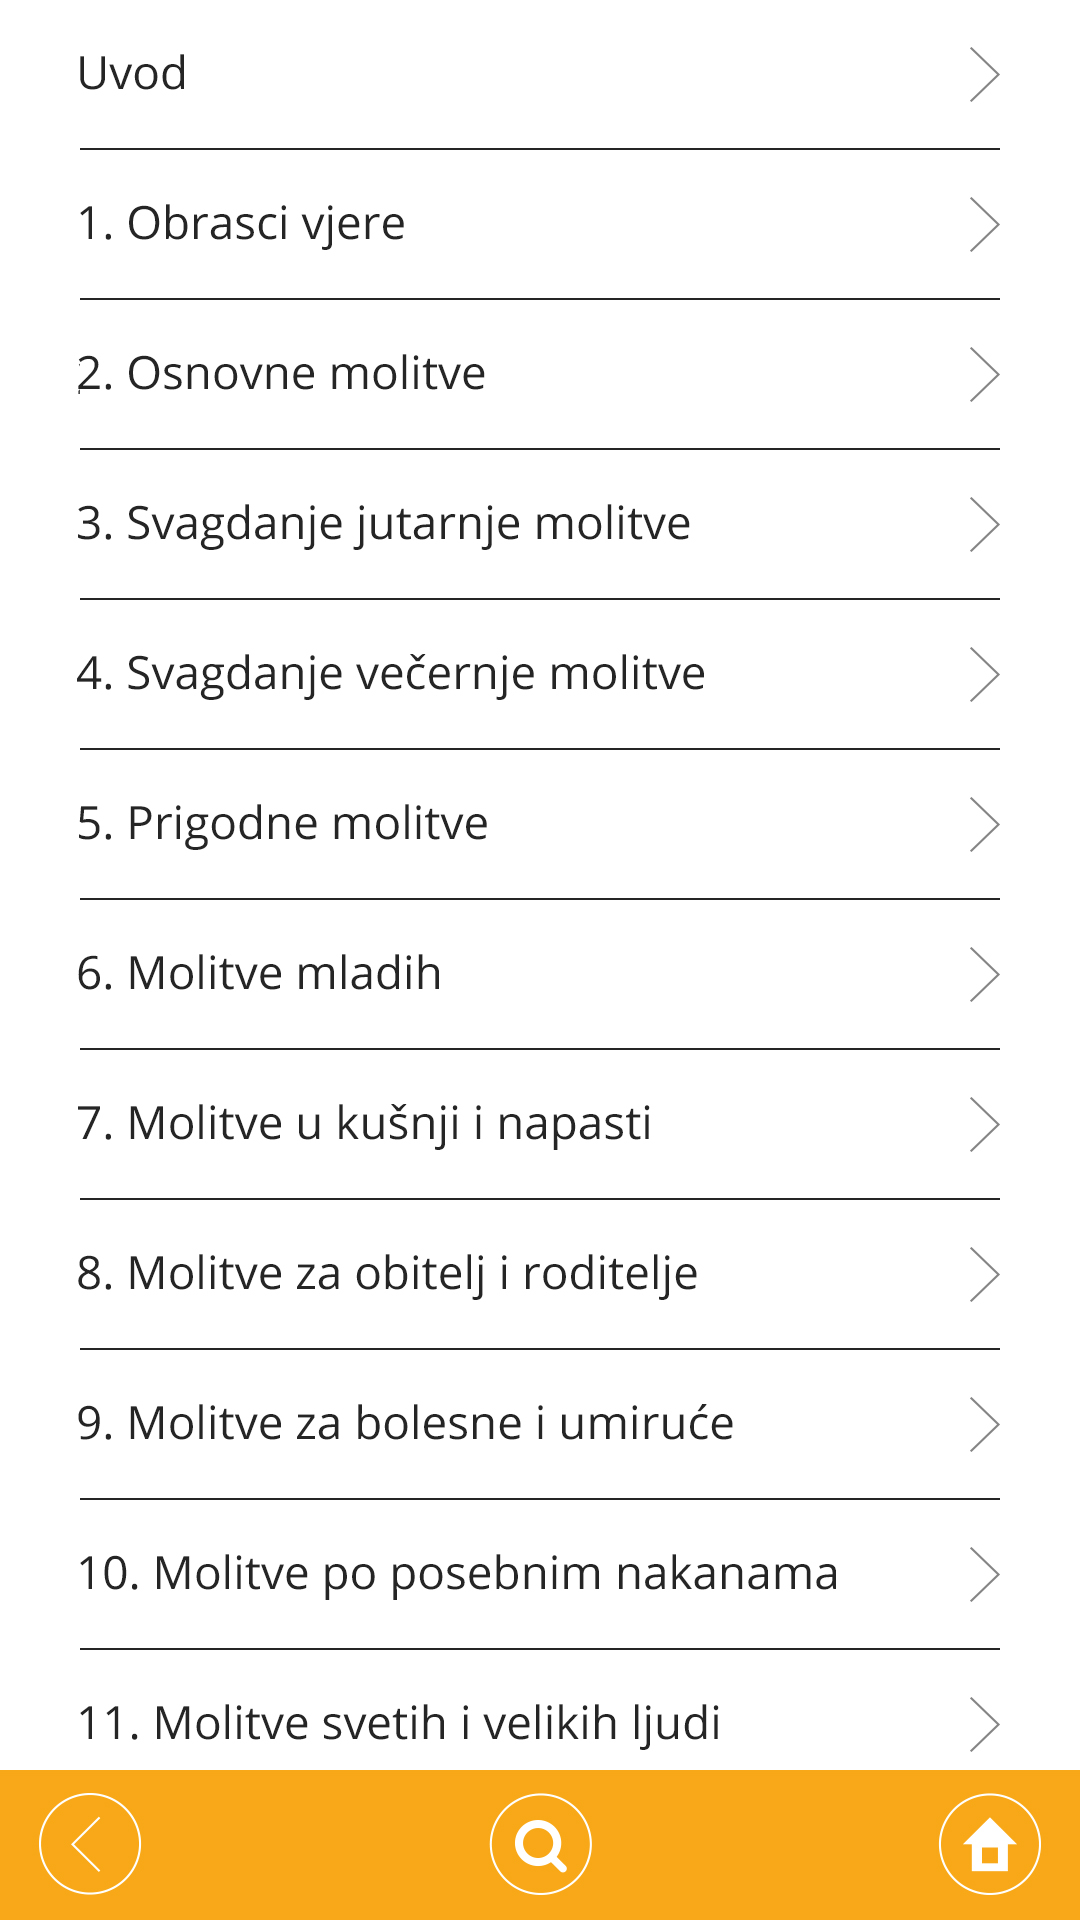 Uvod
1. Obrasci vjere
2. Osnovne molitve
3. Svagdanje jutarnje molitve
4. Svagdanje večernje molitve
5. Prigodne molitve
6. Molitve mladih
7. Molitve u kušnji i napasti
8. Molitve za obitelj i roditelje
9. Molitve za bolesne i umiruće
10. Molitve po posebnim nakanama
11. Molitve svetih i velikih ljudi